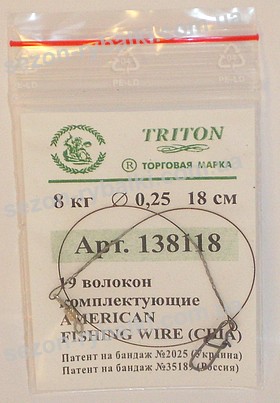 TRITON
® ТОРГОВАЯ МАРКА
8 кг Ø 0,25 18 см
Арт. 138118
19 волокон
комплектующие
AMERICAN
FISHING WIRE (США)
Патент на бандаж №2025 (Украина)
Патент на бандаж №35189 (Россия)